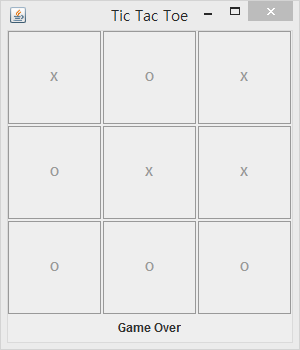 Tic Tac Toe
X O X
O X X
O O O
Game Over